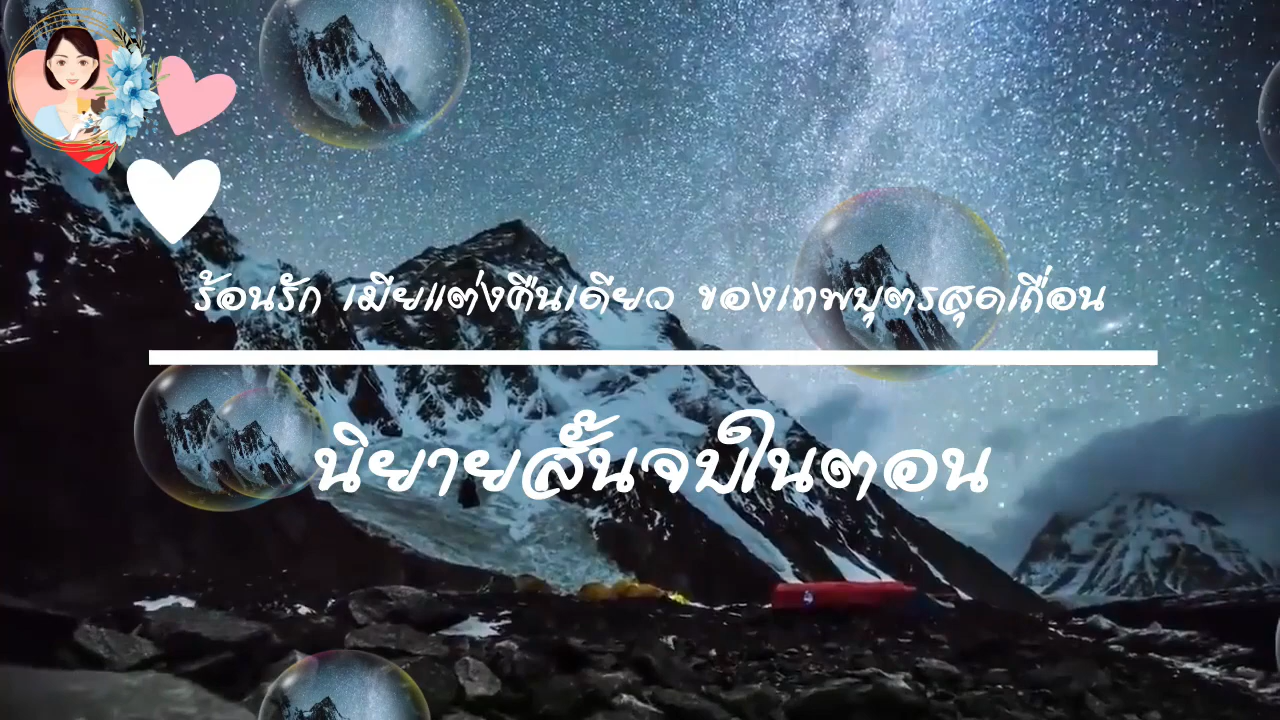 ร้อนรัก เมียแต่งคืนเดียว ของเทพบุตรสุดเถื่อน
นิยายสั้นจบในตอน